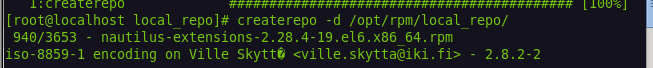 1:createrepo ########################################### [100%]
[root@localhost local_repo]# createrepo -d /opt/rpm/local_repo/
940/3653 - nautilus-extensions-2.28.4-19.el6.x86_64.rpm
iso-8859-1 encoding on Ville Skytt� <ville.skytta@iki.fi> - 2.8.2-2